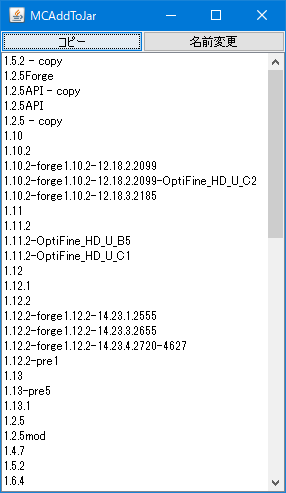 MCAddToJar
コピー 名前変更
1.5.2 - copy
1.2.5Forge
1.2.5API - copy
1.2.5API
1.2.5 - copy
1.10
1.10.2
1.10.2-forge1.10.2-12.18.2.2099
1.10.2-forge1.10.2-12.18.2.2099-OptiFine_HD_U_C2
1.10.2-forge1.10.2-12.18.3.2185
1.11
1.11.2
1.11.2-OptiFine_HD_U_B5
1.11.2-OptiFine_HD_U_C1
1.12
1.12.1
1.12.2
1.12.2-forge1.12.2-14.23.1.2555
1.12.2-forge1.12.2-14.23.3.2655
1.12.2-forge1.12.2-14.23.4.2720-4627
1.12.2-pre1
1.13
1.13-pre5
1.13.1
1.2.5
1.2.5mod
1.4.7
1.5.2
1.6.4